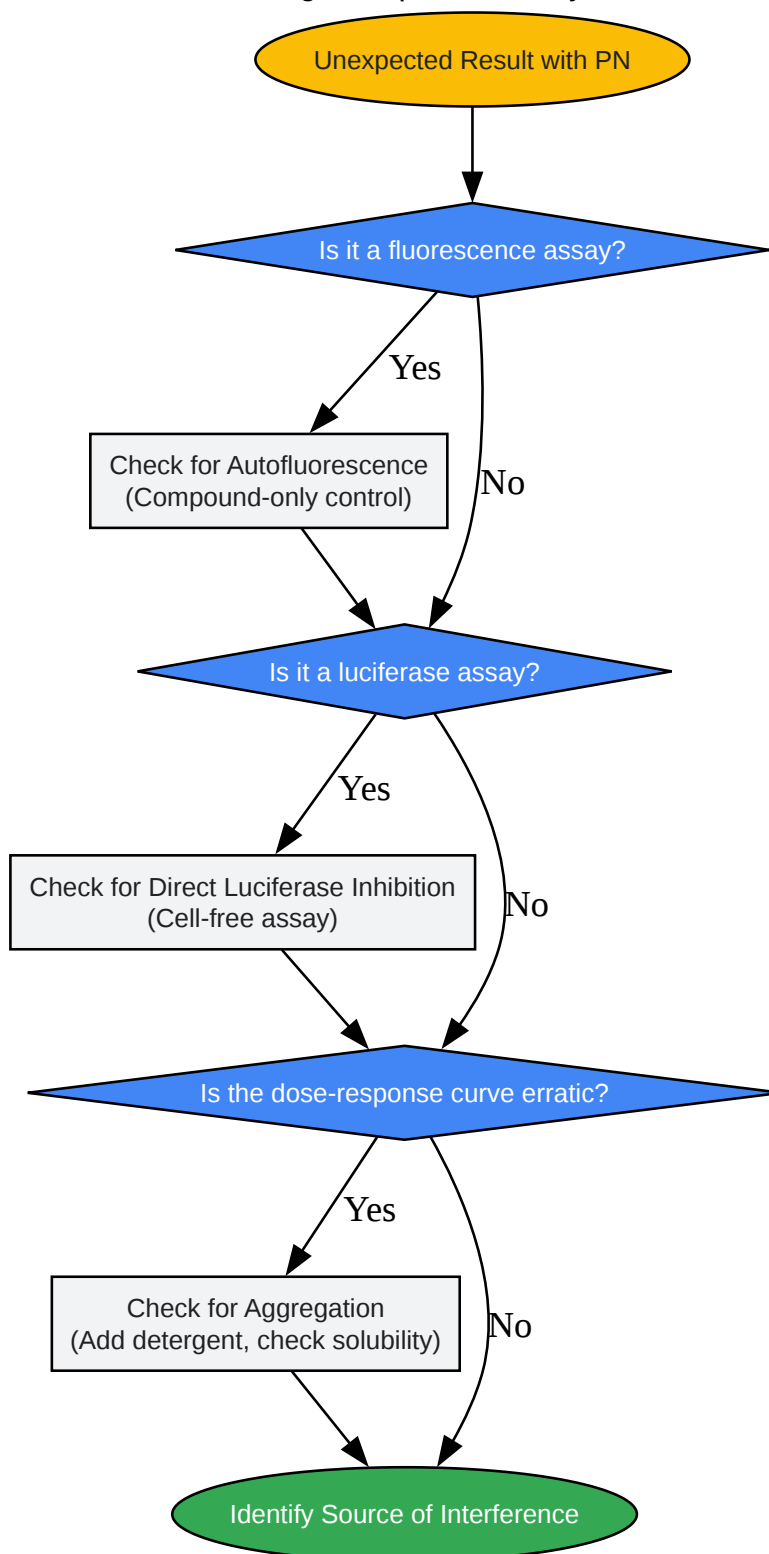 Unexpected Result with PN
Is it a fluorescence assay?
Yes
Check for Autofluorescence
(Compound-only control)
No
Is it a luciferase assay?
Yes
Check for Direct Luciferase Inhibition
(Cell-free assay)
No
Is the dose-response curve erratic?
Yes
Check for Aggregation
(Add detergent, check solubility)
No
Identify Source of Interference